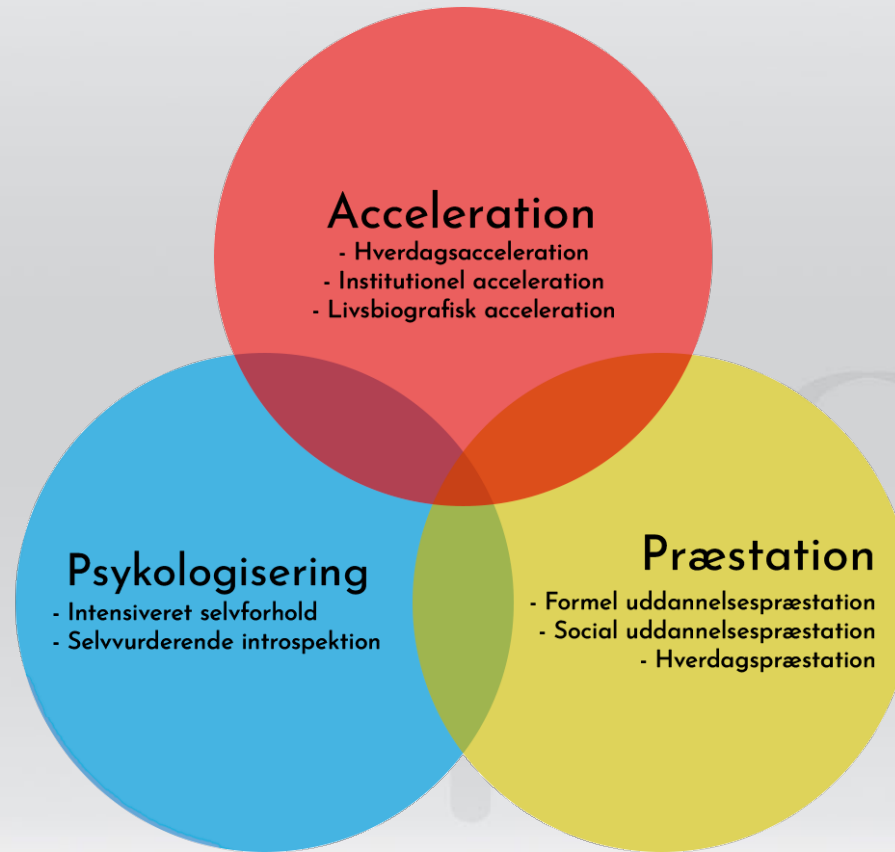 Acceleration
- Hverdagsacceleration
- Institutionel acceleration
- Livsbiografisk acceleration
Psykologisering
- Intensiveret selvforhold
- Selvvurderende introspektion
Præstation
- Formel uddannelsespræstation
- Social uddannelsespræstation
- Hverdagspræstation